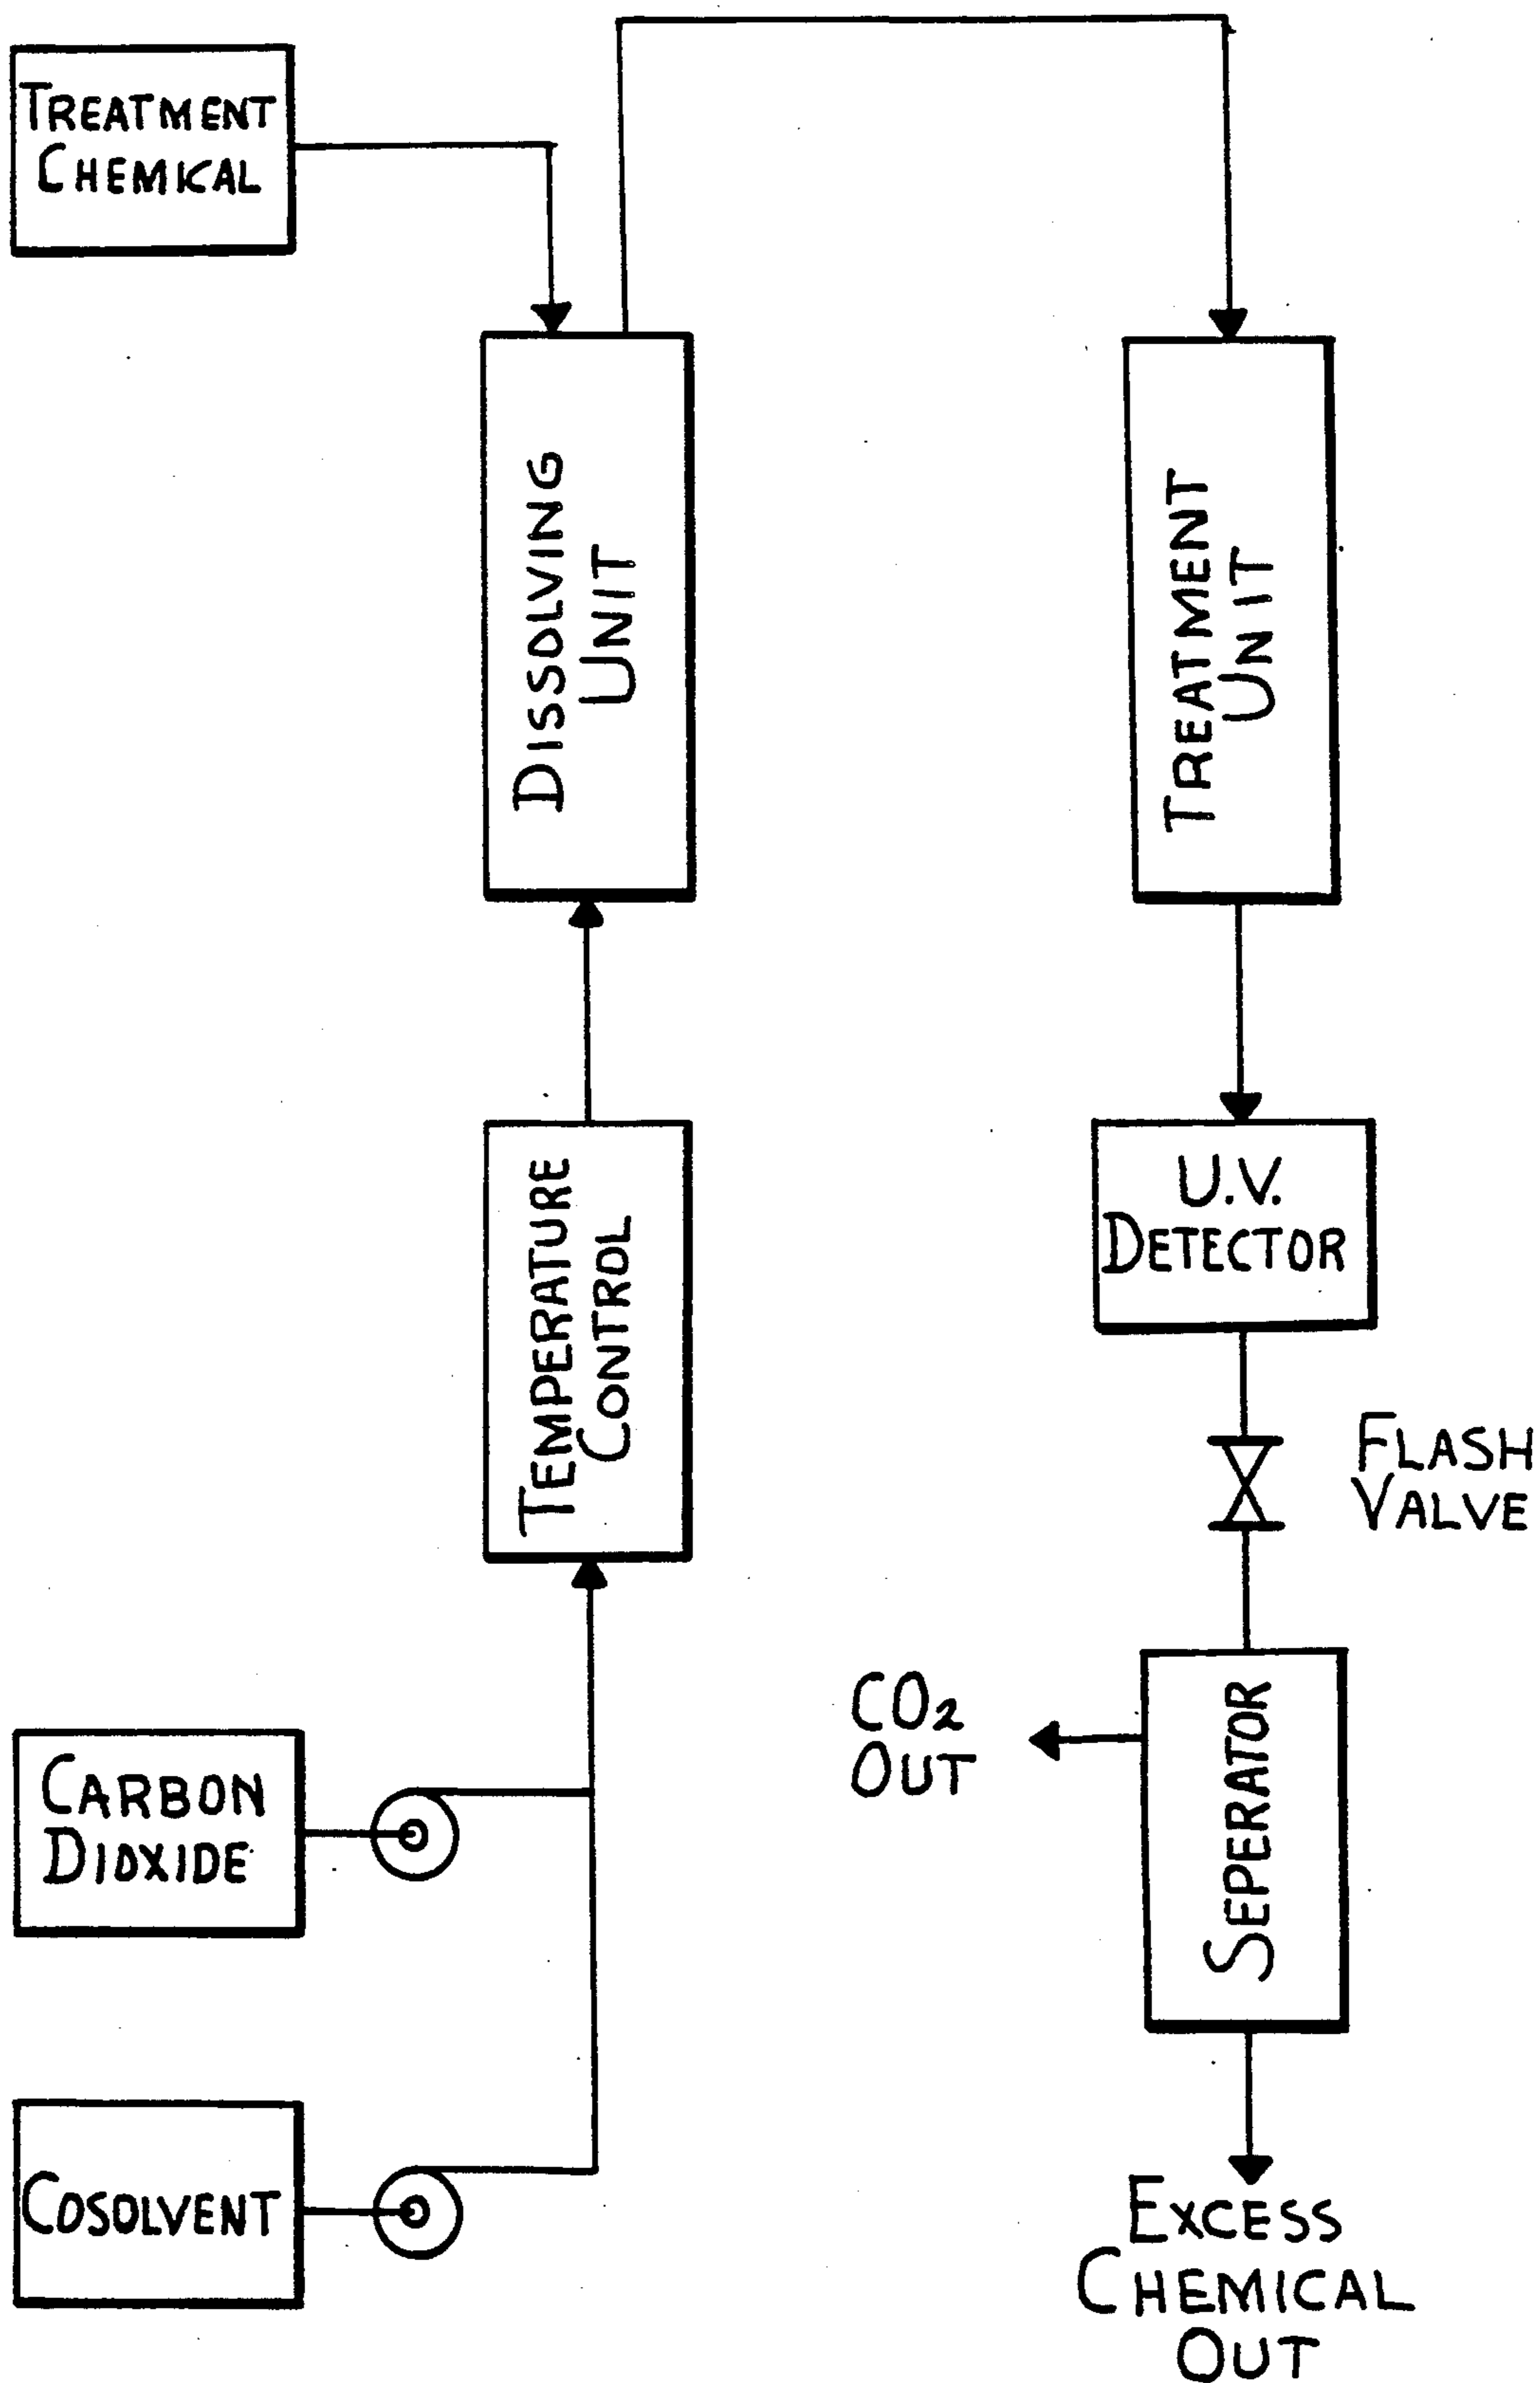 TREATMENT
CHEMICAL
DISSOLVING
UNIT
TREATMENT
UNIT
TEMPERATURE
CONTROL
U.V.
DETECTOR
FLASH
VALVE
CARBON
DIOXIDE
CO₂
OUT
SEPERATOR
COSOLVENT
EXCESS
CHEMICAL
OUT